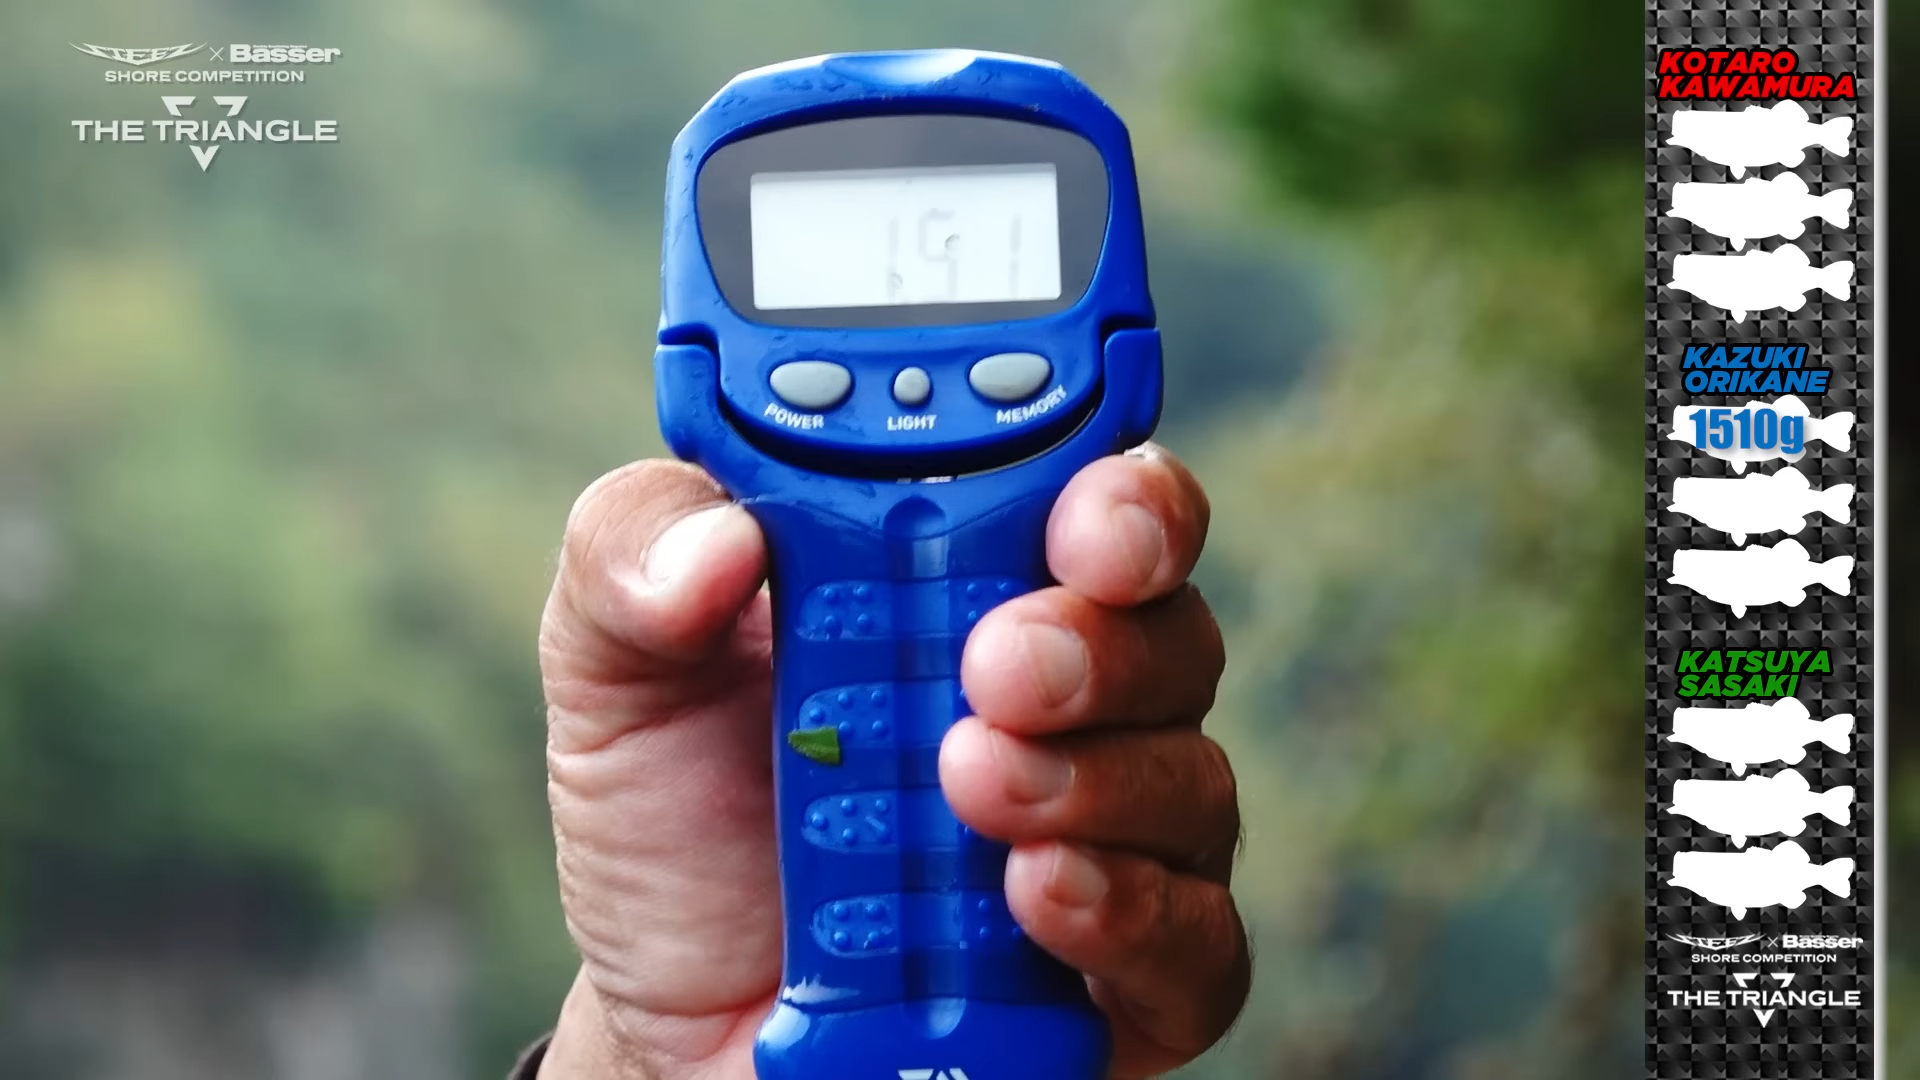 STEEZ × Basser
SHORE COMPETITION
THE TRIANGLE
1.51
POWER
LIGHT
MEMORY
KOTARO
KAWAMURA
KAZUKI
ORIKANE
1510g
KATSUYA
SASAKI
STEEZ × Basser
SHORE COMPETITION
THE TRIANGLE